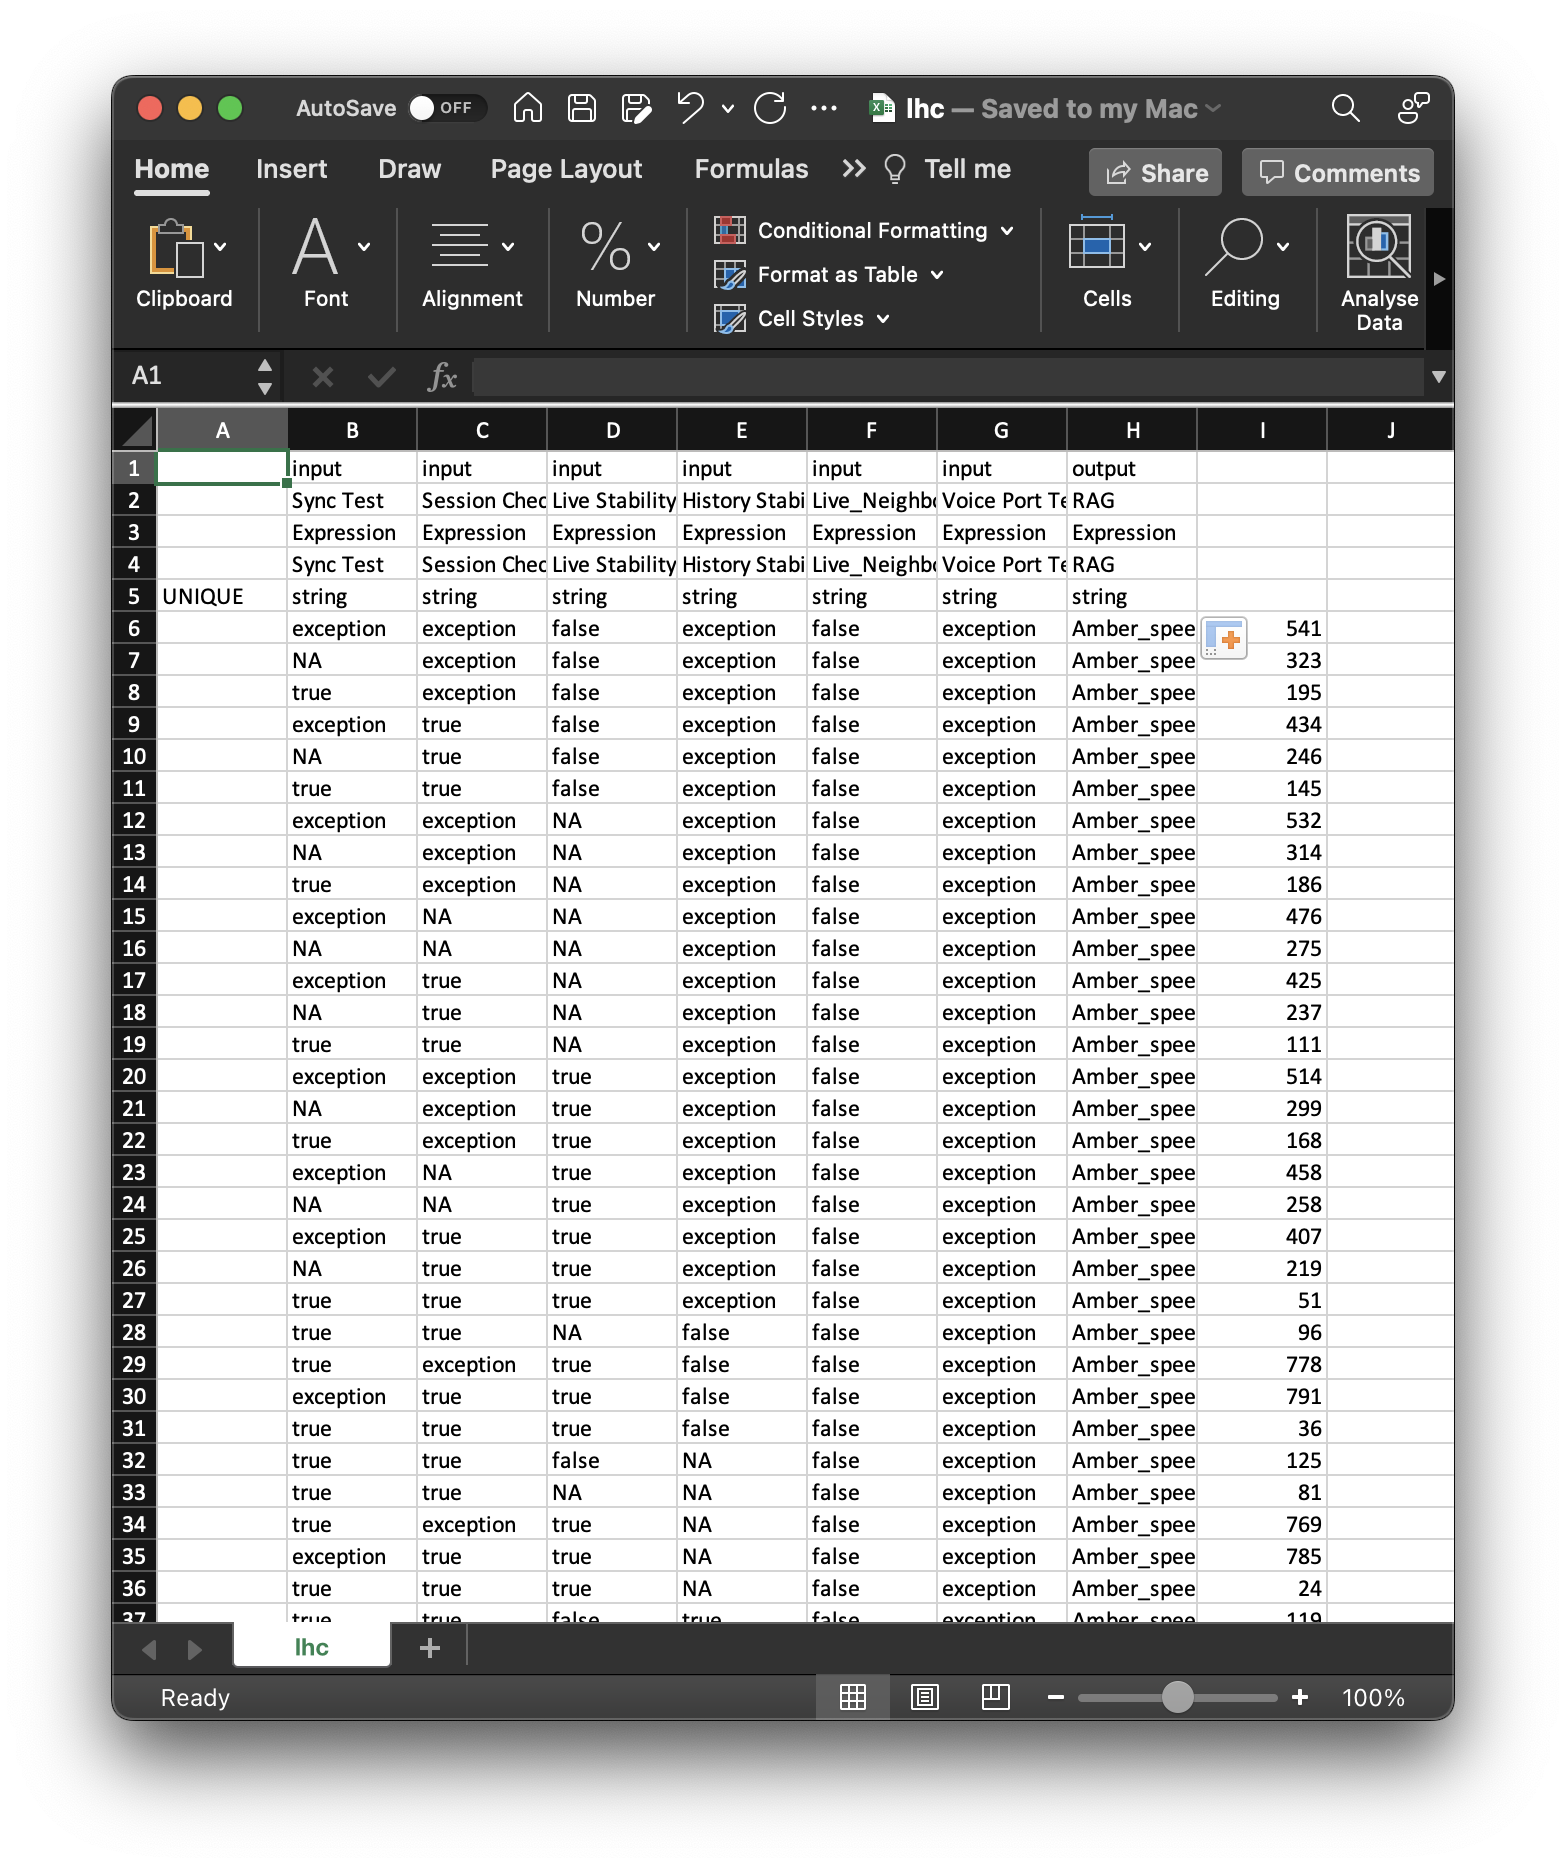 AutoSave OFF lhc — Saved to my Mac
Home Insert Draw Page Layout Formulas Tell me Share Comments
Clipboard Font Alignment Number Conditional Formatting Format as Table Cell Styles Cells Editing Analyse Data
A1 fx
A B C D E F G H I J
1 input input input input input input output
2 Sync Test Session Chec Live Stability History Stabi Live_Neighbo Voice Port Te RAG
3 Expression Expression Expression Expression Expression Expression Expression
4 Sync Test Session Chec Live Stability History Stabi Live_Neighbo Voice Port Te RAG
5 UNIQUE string string string string string string string
6 exception exception false exception false exception Amber_spee 541
7 NA exception false exception false exception Amber_spee 323
8 true exception false exception false exception Amber_spee 195
9 exception true false exception false exception Amber_spee 434
10 NA true false exception false exception Amber_spee 246
11 true true false exception false exception Amber_spee 145
12 exception exception NA exception false exception Amber_spee 532
13 NA exception NA exception false exception Amber_spee 314
14 true exception NA exception false exception Amber_spee 186
15 exception NA NA exception false exception Amber_spee 476
16 NA NA NA exception false exception Amber_spee 275
17 exception true NA exception false exception Amber_spee 425
18 NA true NA exception false exception Amber_spee 237
19 true true NA exception false exception Amber_spee 111
20 exception exception true exception false exception Amber_spee 514
21 NA exception true exception false exception Amber_spee 299
22 true exception true exception false exception Amber_spee 168
23 exception NA true exception false exception Amber_spee 458
24 NA NA true exception false exception Amber_spee 258
25 exception true true exception false exception Amber_spee 407
26 NA true true exception false exception Amber_spee 219
27 true true true exception false exception Amber_spee 51
28 true true NA false false exception Amber_spee 96
29 true exception true false false exception Amber_spee 778
30 exception true true false false exception Amber_spee 791
31 true true true false false exception Amber_spee 36
32 true true false NA false exception Amber_spee 125
33 true true NA NA false exception Amber_spee 81
34 true exception true NA false exception Amber_spee 769
35 exception true true NA false exception Amber_spee 785
36 true true true NA false exception Amber_spee 24
37 true true false true false exception Amber_spee 119
lhc
Ready 100%